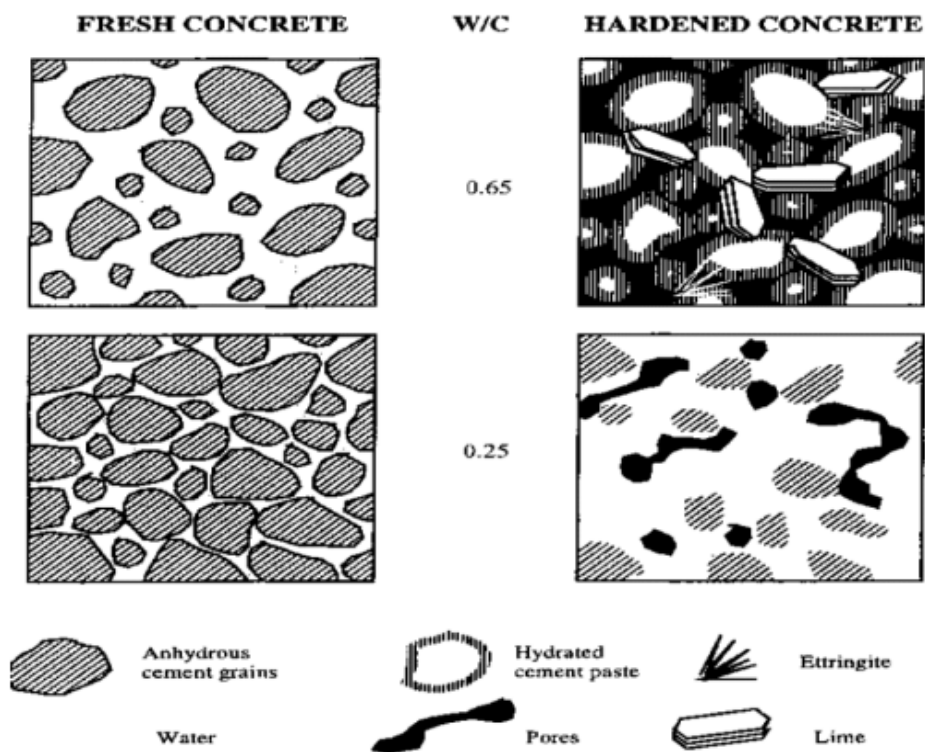 FRESH CONCRETE W/C HARDENED CONCRETE
0.65
0.25
Anhydrous cement grains
Hydrated cement paste
Ettringite
Water
Pores
Lime